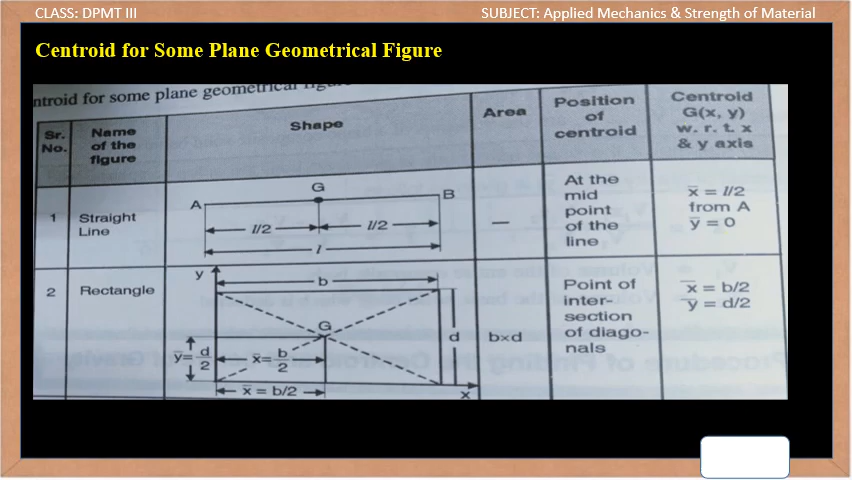 CLASS: DPMT III
SUBJECT: Applied Mechanics & Strength of Material
Centroid for Some Plane Geometrical Figure
ntroid for some plane geometrical
Sr. No.
Name of the figure
Shape
Area
Position of centroid
Centroid G(x, y) w. r. t. x & y axis
1
Straight Line
A
G
B
l/2
l/2
l
—
At the mid point of the line
x̅ = l/2 from A
y̅ = 0
2
Rectangle
y
b
G
d
y̅ = d/2
x̅ = b/2
x̅ = b/2
x
b×d
Point of inter-section of diago-nals
x̅ = b/2
y̅ = d/2